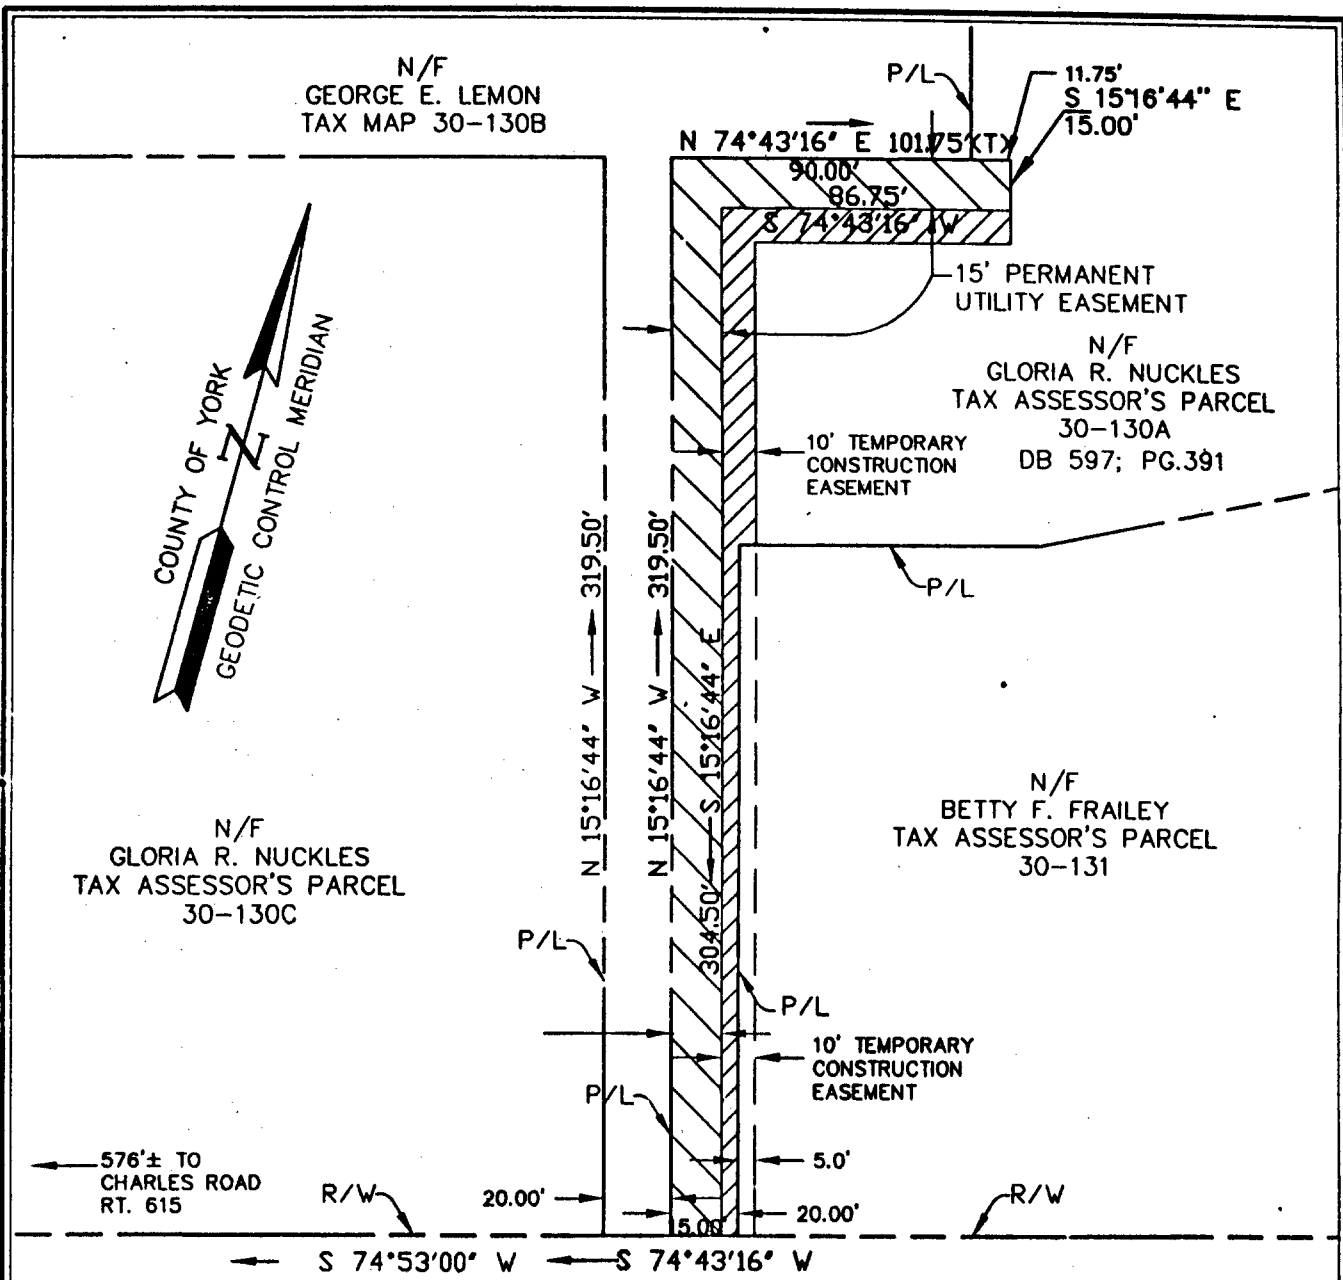 N/F
GEORGE E. LEMON
TAX MAP 30-130B
P/L
11.75'
S 15°16'44" E
15.00'
N 74°43'16" E 101.75'(T)
90.00'
86.75'
S 74°43'16" W
15' PERMANENT
UTILITY EASEMENT
N/F
GLORIA R. NUCKLES
TAX ASSESSOR'S PARCEL
30-130A
DB 597; PG.391
COUNTY OF YORK
N
GEODETIC CONTROL MERIDIAN
10' TEMPORARY
CONSTRUCTION
EASEMENT
P/L
N 15°16'44" W 319.50'
N 15°16'44" W 319.50'
304.50' S 15°16'44" E
N/F
BETTY F. FRAILEY
TAX ASSESSOR'S PARCEL
30-131
N/F
GLORIA R. NUCKLES
TAX ASSESSOR'S PARCEL
30-130C
P/L
P/L
10' TEMPORARY
CONSTRUCTION
EASEMENT
P/L
576'± TO
CHARLES ROAD
RT. 615
5.0'
R/W
20.00'
15.00'
20.00'
R/W
S 74°53'00" W
S 74°43'16" W